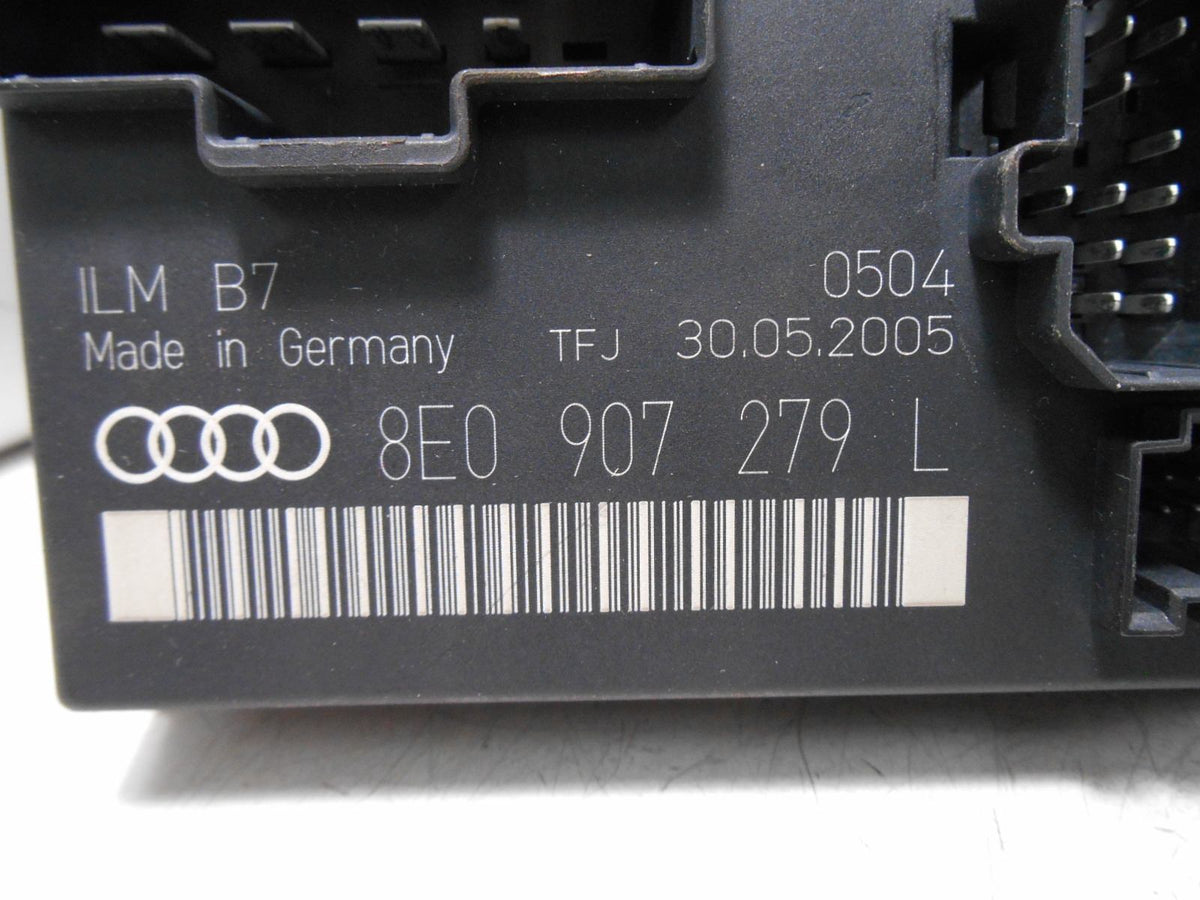 ILM B7 0504
Made in Germany TFJ 30.05.2005
8E0 907 279 L